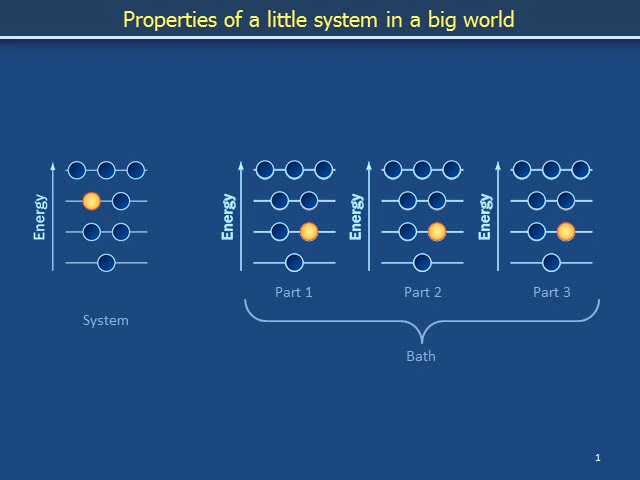 Properties of a little system in a big world
Energy
Energy
Energy
Energy
Part 1
Part 2
Part 3
System
Bath
1